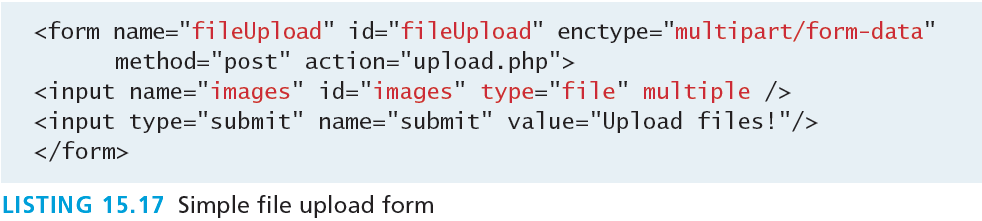 <form name="fileUpload" id="fileUpload" enctype="multipart/form-data"
method="post" action="upload.php">
<input name="images" id="images" type="file" multiple />
<input type="submit" name="submit" value="Upload files!"/>
</form>
LISTING 15.17 Simple file upload form